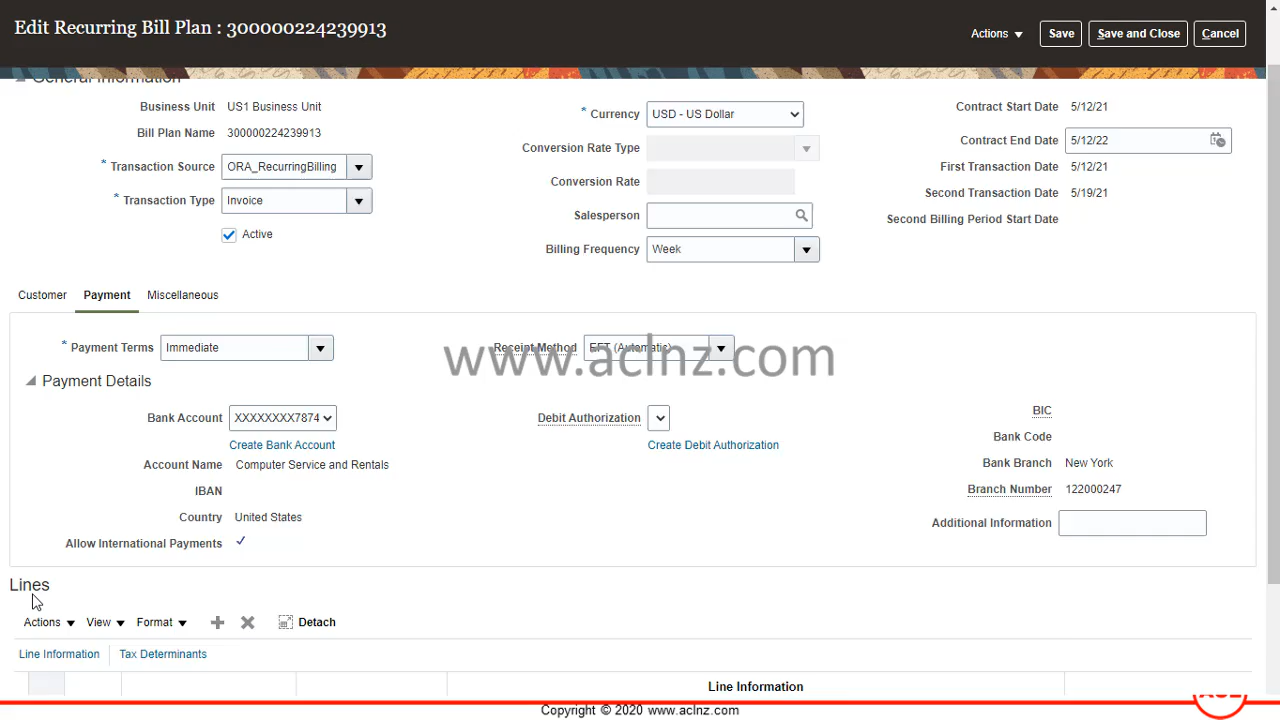 Edit Recurring Bill Plan : 300000224239913
Actions Save Save and Close Cancel
General Information
Business Unit US1 Business Unit
Bill Plan Name 300000224239913
* Transaction Source ORA_RecurringBilling
* Transaction Type Invoice
Active
* Currency USD - US Dollar
Conversion Rate Type
Conversion Rate
Salesperson
Billing Frequency Week
Contract Start Date 5/12/21
Contract End Date 5/12/22
First Transaction Date 5/12/21
Second Transaction Date 5/19/21
Second Billing Period Start Date
Customer Payment Miscellaneous
* Payment Terms Immediate
Receipt Method EFT (Automatic)
www.aclnz.com
Payment Details
Bank Account XXXXXXXX7874
Create Bank Account
Account Name Computer Service and Rentals
IBAN
Country United States
Allow International Payments
Debit Authorization
Create Debit Authorization
BIC
Bank Code
Bank Branch New York
Branch Number 122000247
Additional Information
Lines
Actions View Format Detach
Line Information Tax Determinants
Line Information
Copyright © 2020 www.aclnz.com